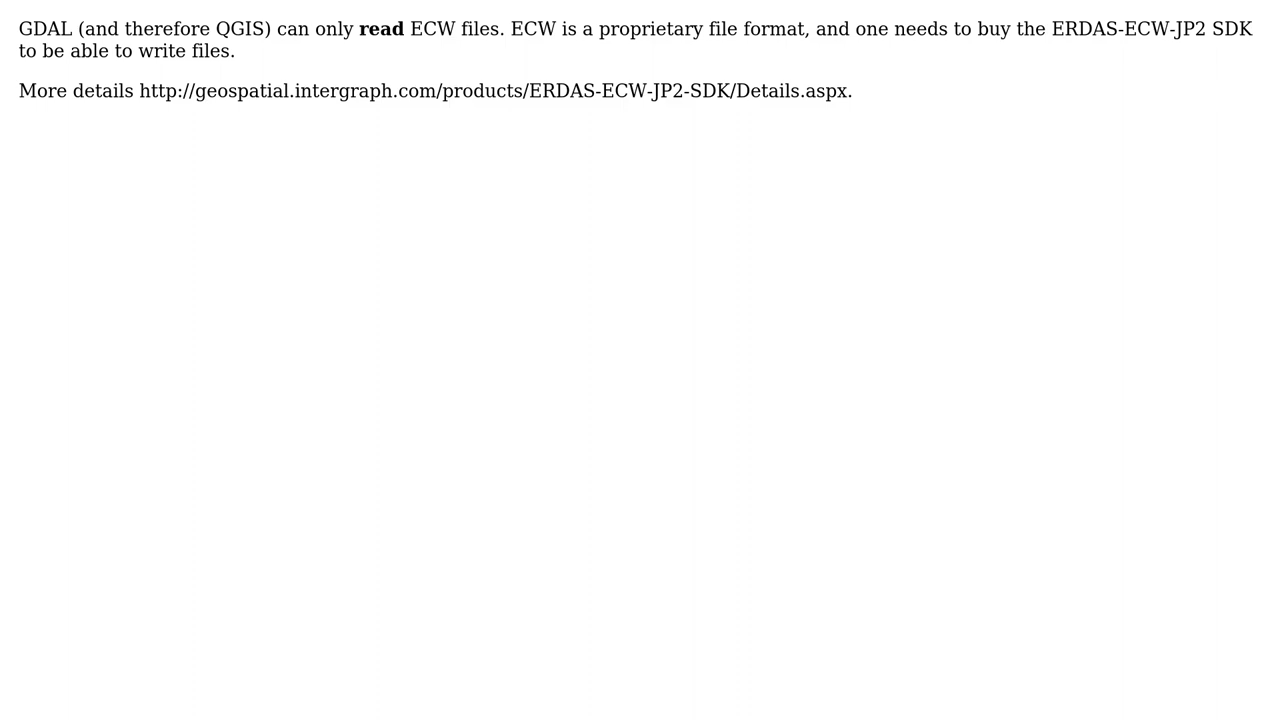 GDAL (and therefore QGIS) can only read ECW files. ECW is a proprietary file format, and one needs to buy the ERDAS-ECW-JP2 SDK
to be able to write files.
More details http://geospatial.intergraph.com/products/ERDAS-ECW-JP2-SDK/Details.aspx.